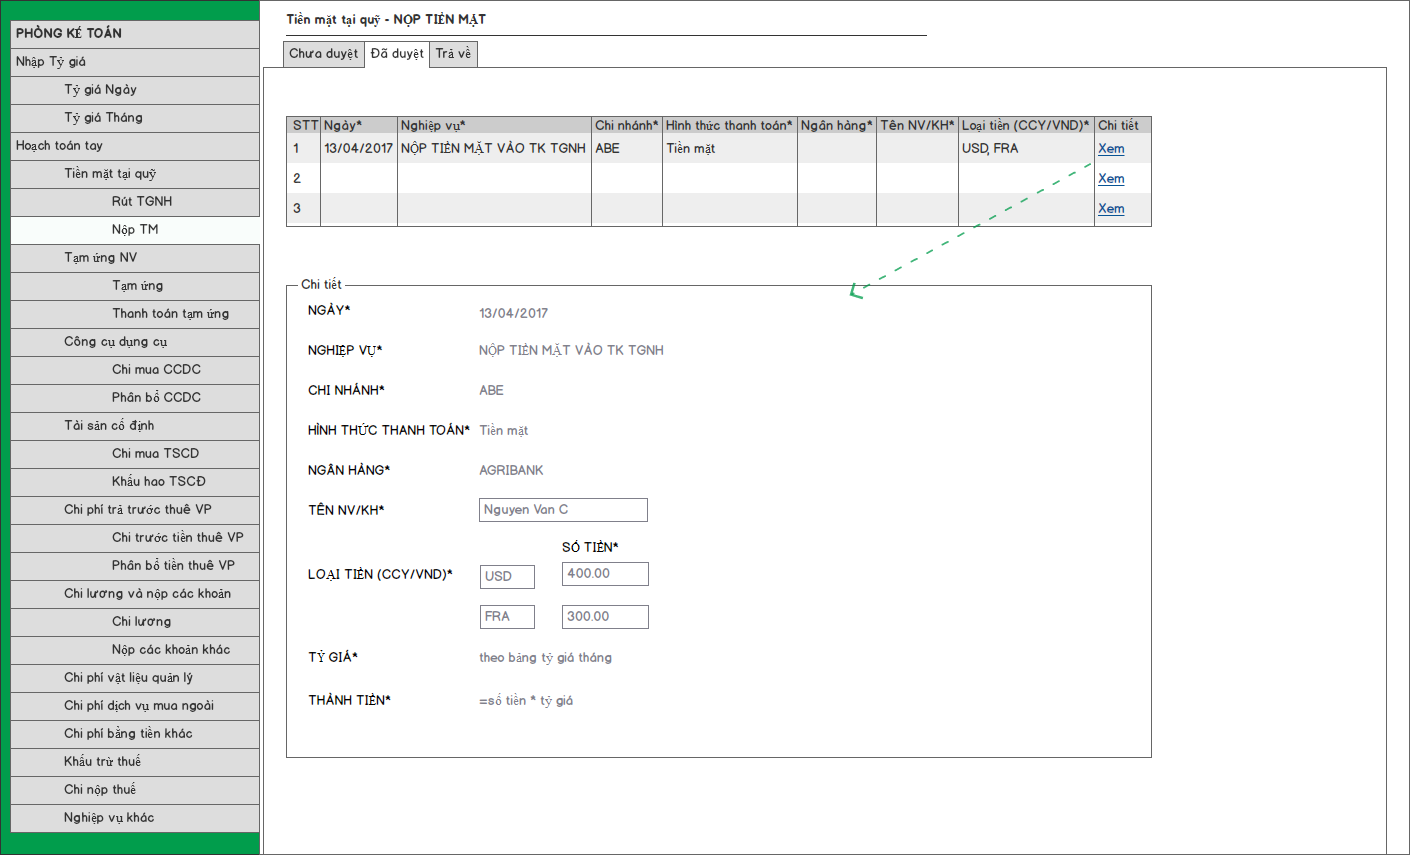 PHÒNG KẾ TOÁN
Nhập Tỷ giá
Tỷ giá Ngày
Tỷ giá Tháng
Hoạch toán tay
Tiền mặt tại quỹ
Rút TGNH
Nộp TM
Tạm ứng NV
Tạm ứng
Thanh toán tạm ứng
Công cụ dụng cụ
Chi mua CCDC
Phân bổ CCDC
Tài sản cố định
Chi mua TSCD
Khấu hao TSCĐ
Chi phí trả trước thuê VP
Chi trước tiền thuê VP
Phân bổ tiền thuê VP
Chi lương và nộp các khoản
Chi lương
Nộp các khoản khác
Chi phí vật liệu quản lý
Chi phí dịch vụ mua ngoài
Chi phí bằng tiền khác
Khấu trừ thuế
Chi nộp thuế
Nghiệp vụ khác
Tiền mặt tại quỹ - NỘP TIỀN MẶT
Chưa duyệt Đã duyệt Trả về
STT Ngày* Nghiệp vụ* Chi nhánh* Hình thức thanh toán* Ngân hàng* Tên NV/KH* Loại tiền (CCY/VND)* Chi tiết
1 13/04/2017 NỘP TIỀN MẶT VÀO TK TGNH ABE Tiền mặt USD, FRA Xem
2 Xem
3 Xem
Chi tiết
NGÀY* 13/04/2017
NGHIỆP VỤ* NỘP TIỀN MẶT VÀO TK TGNH
CHI NHÁNH* ABE
HÌNH THỨC THANH TOÁN* Tiền mặt
NGÂN HÀNG* AGRIBANK
TÊN NV/KH* Nguyen Van C
SỐ TIỀN*
LOẠI TIỀN (CCY/VND)* USD 400.00
FRA 300.00
TỶ GIÁ* theo bảng tỷ giá tháng
THÀNH TIỀN* =số tiền * tỷ giá